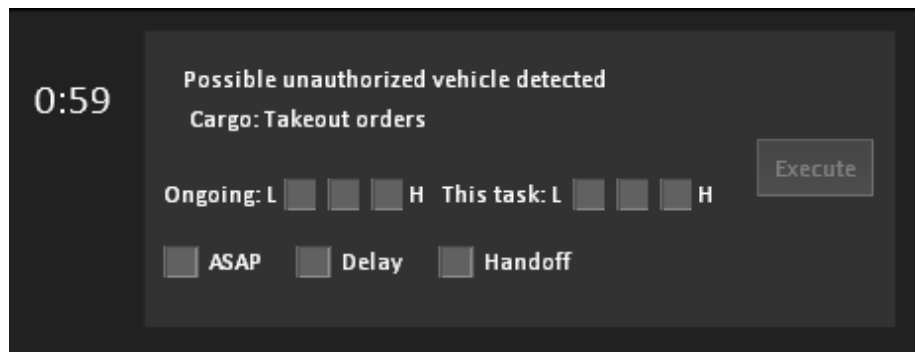 0:59
Possible unauthorized vehicle detected
Cargo: Takeout orders
Execute
Ongoing: L H This task: L H
ASAP Delay Handoff